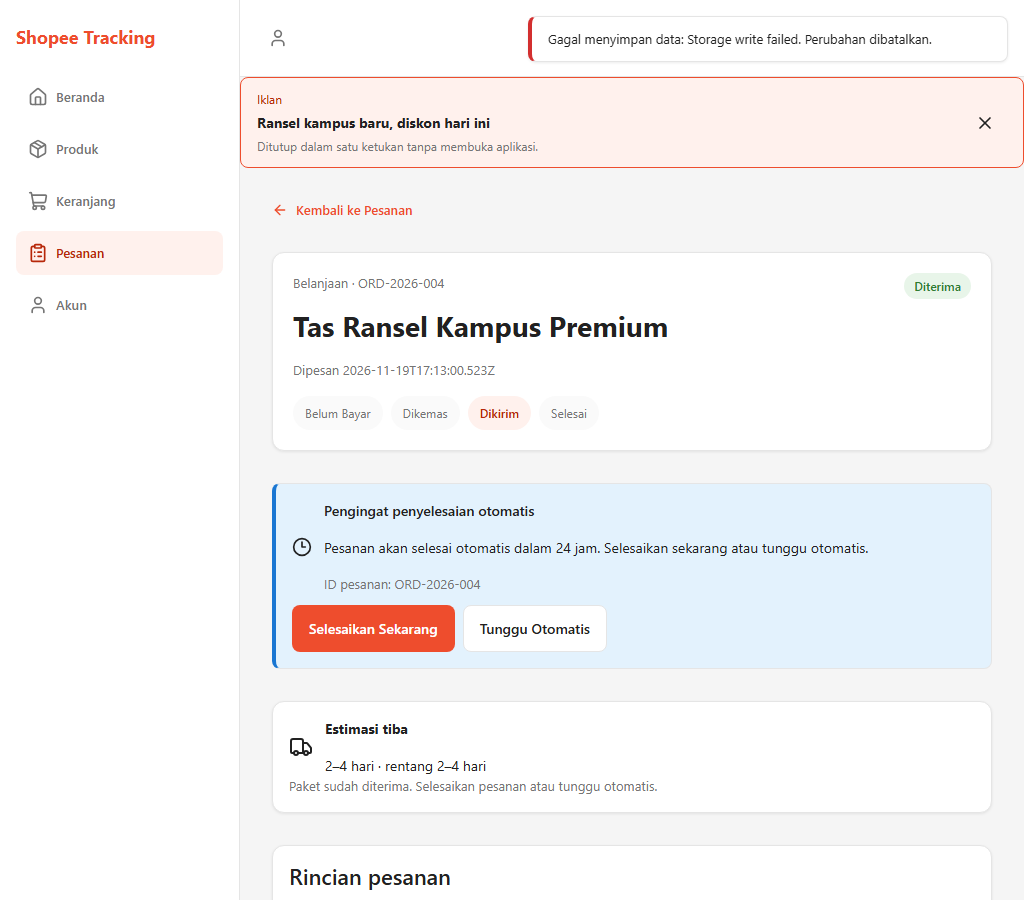 Shopee Tracking
Beranda
Produk
Keranjang
Pesanan
Akun
Gagal menyimpan data: Storage write failed. Perubahan dibatalkan.
Iklan
Ransel kampus baru, diskon hari ini
Ditutup dalam satu ketukan tanpa membuka aplikasi.
Kembali ke Pesanan
Belanjaan · ORD-2026-004
Diterima
Tas Ransel Kampus Premium
Dipesan 2026-11-19T17:13:00.523Z
Belum Bayar
Dikemas
Dikirim
Selesai
Pengingat penyelesaian otomatis
Pesanan akan selesai otomatis dalam 24 jam. Selesaikan sekarang atau tunggu otomatis.
ID pesanan: ORD-2026-004
Selesaikan Sekarang
Tunggu Otomatis
Estimasi tiba
2–4 hari · rentang 2–4 hari
Paket sudah diterima. Selesaikan pesanan atau tunggu otomatis.
Rincian pesanan